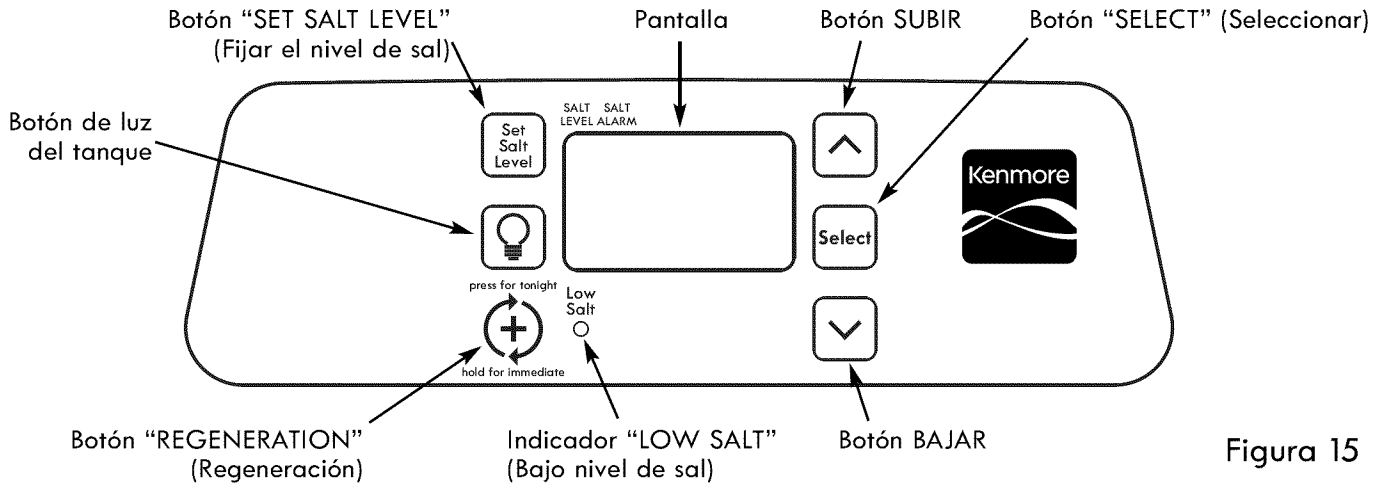 Botón “SET SALT LEVEL”
(Fijar el nivel de sal)
Pantalla
Botón SUBIR
Botón “SELECT” (Seleccionar)
Botón de luz
del tanque
Set
Salt
Level
SALT SALT
LEVEL ALARM
Kenmore
Select
press for tonight
Low
Salt
hold for immediate
Botón “REGENERATION”
(Regeneración)
Indicador “LOW SALT”
(Bajo nivel de sal)
Botón BAJAR
Figura 15